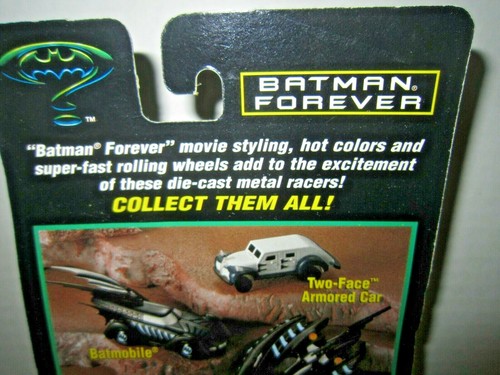 TM
BATMAN®
FOREVER
"Batman® Forever" movie styling, hot colors and
super-fast rolling wheels add to the excitement
of these die-cast metal racers!
COLLECT THEM ALL!
Two-Face™
Armored Car
Batmobile®